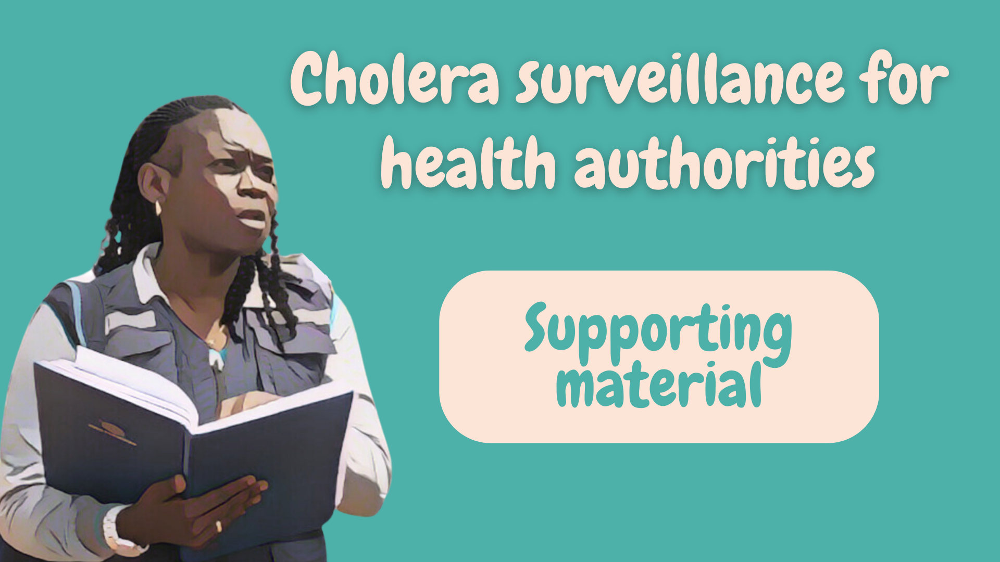 Cholera surveillance for
health authorities
Supporting
material